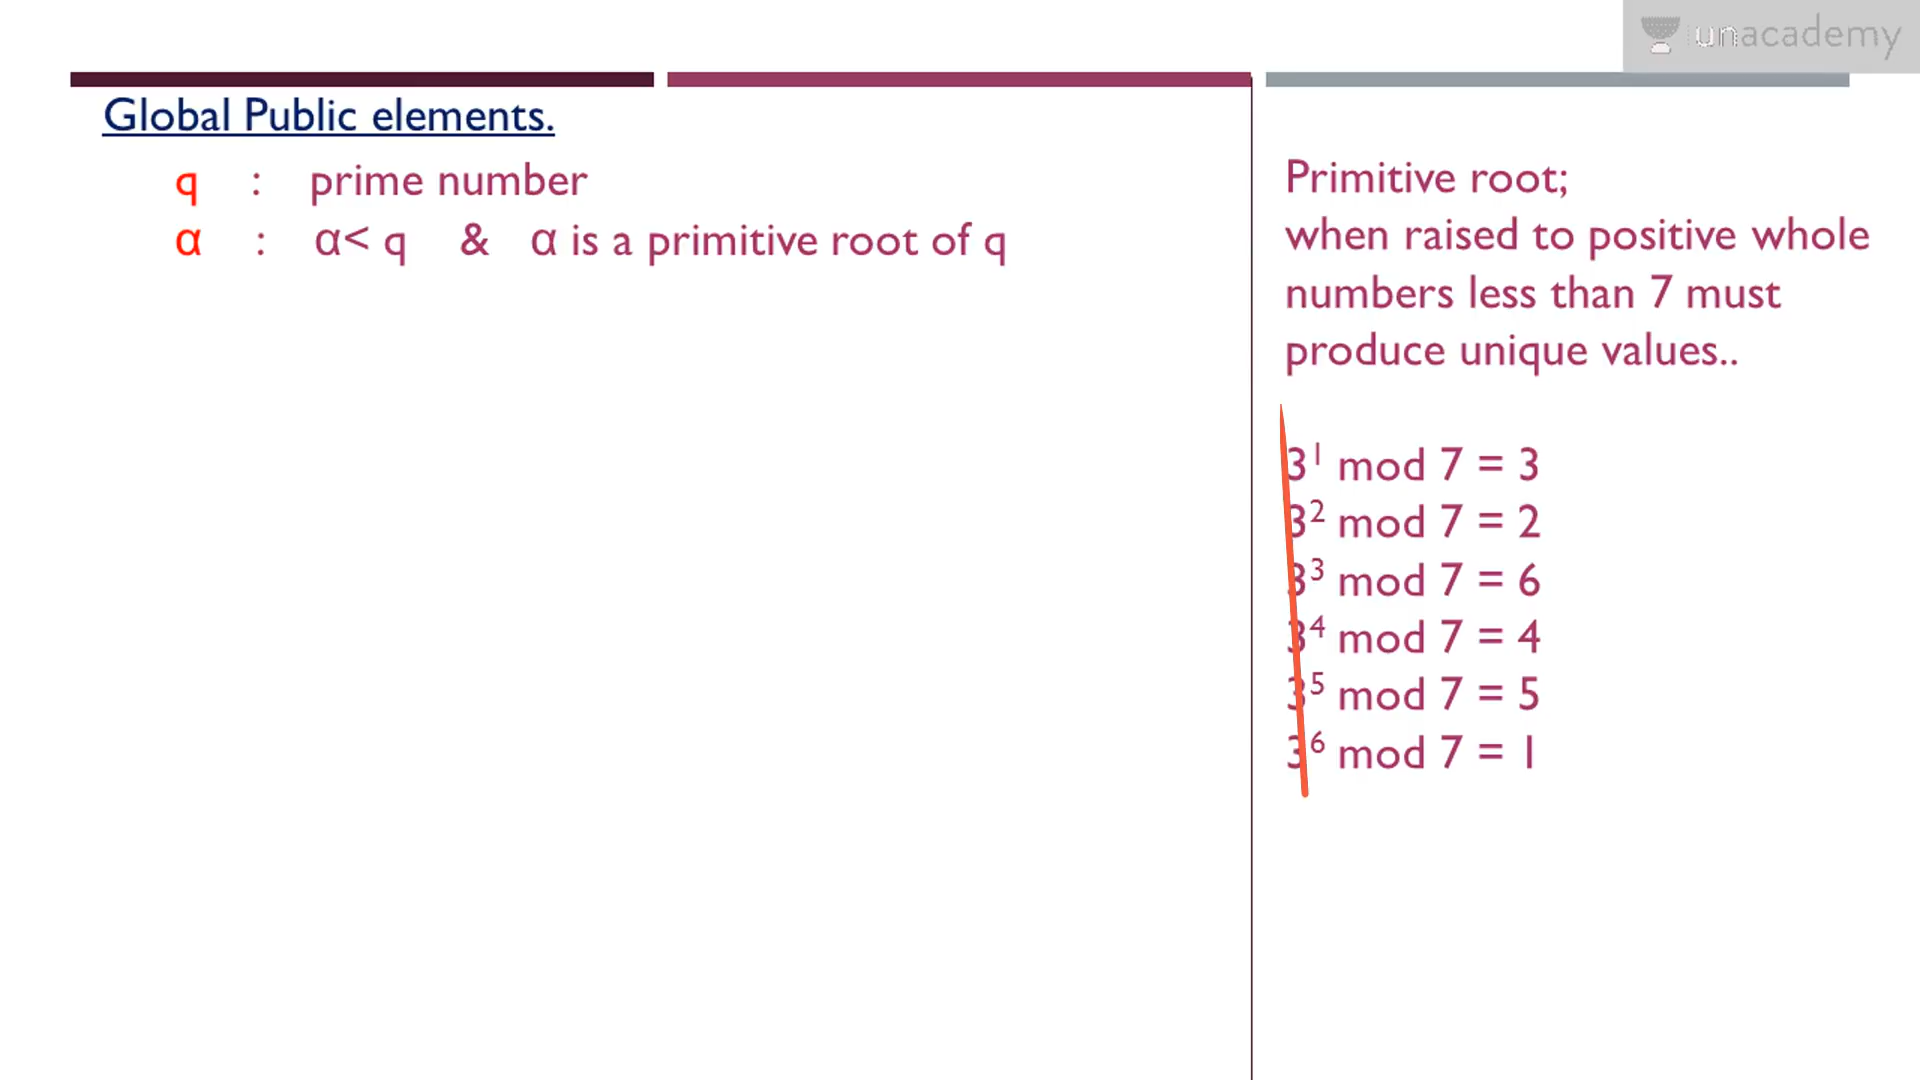 unacademy
Global Public elements.
q : prime number
α : α< q & α is a primitive root of q
Primitive root;
when raised to positive whole
numbers less than 7 must
produce unique values..
3¹ mod 7 = 3
3² mod 7 = 2
3³ mod 7 = 6
3⁴ mod 7 = 4
3⁵ mod 7 = 5
3⁶ mod 7 = 1